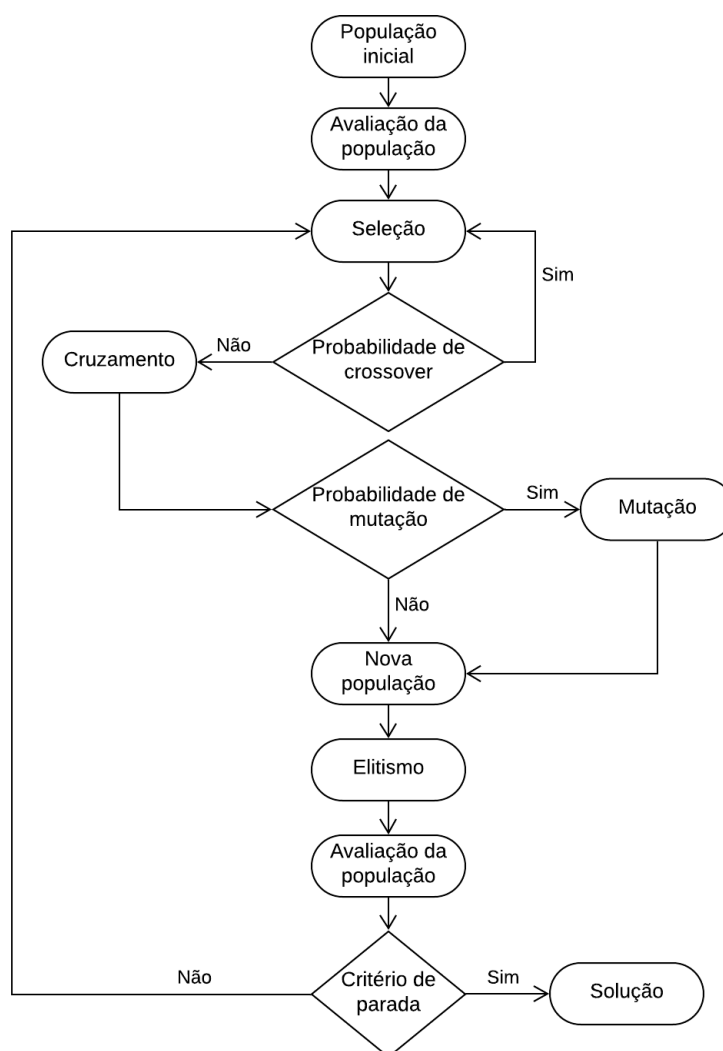 População
inicial
Avaliação da
população
Seleção
Sim
Probabilidade de
crossover
Não
Cruzamento
Probabilidade de
mutação
Sim
Mutação
Não
Nova
população
Elitismo
Avaliação da
população
Critério de
parada
Não
Sim
Solução